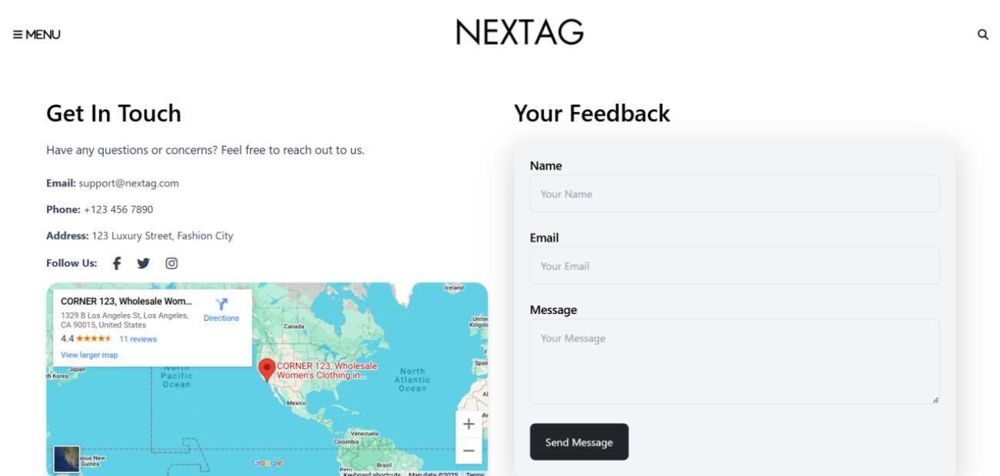 MENU
NEXTAG
Get In Touch
Have any questions or concerns? Feel free to reach out to us.
Email: support@nextag.com
Phone: +123 456 7890
Address: 123 Luxury Street, Fashion City
Follow Us:
CORNER 123, Wholesale Wom...
1329 B Los Angeles St, Los Angeles,
CA 90015, United States
4.4
11 reviews
View larger map
Directions
Iceland
Canada
CORNER 123, Wholesale
Women's Clothing in...
Japan
th Korea
North
Pacific
Ocean
North
Atlantic
Ocean
Mexico
Venezuela
Colombia
Brazil
Peru
Guinea
Google
Keyboard shortcuts
Map data ©2025
Terms
Your Feedback
Name
Your Name
Email
Your Email
Message
Your Message
Send Message